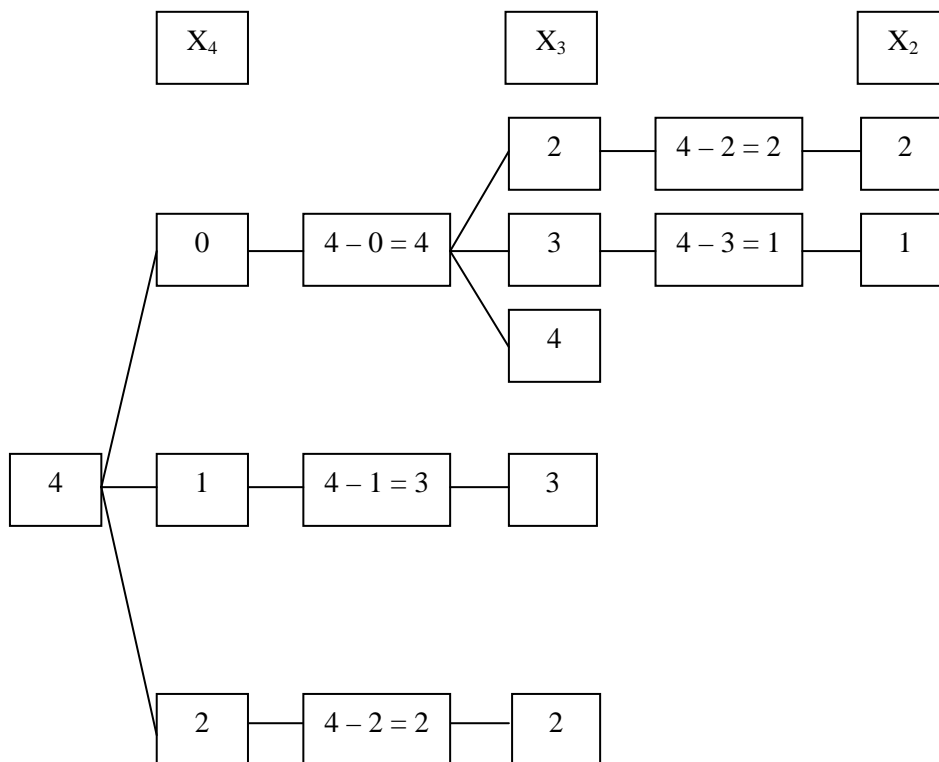 X₄ X₃ X₂
2 4 – 2 = 2 2
0 4 – 0 = 4 3 4 – 3 = 1 1
4
4 1 4 – 1 = 3 3
2 4 – 2 = 2 2